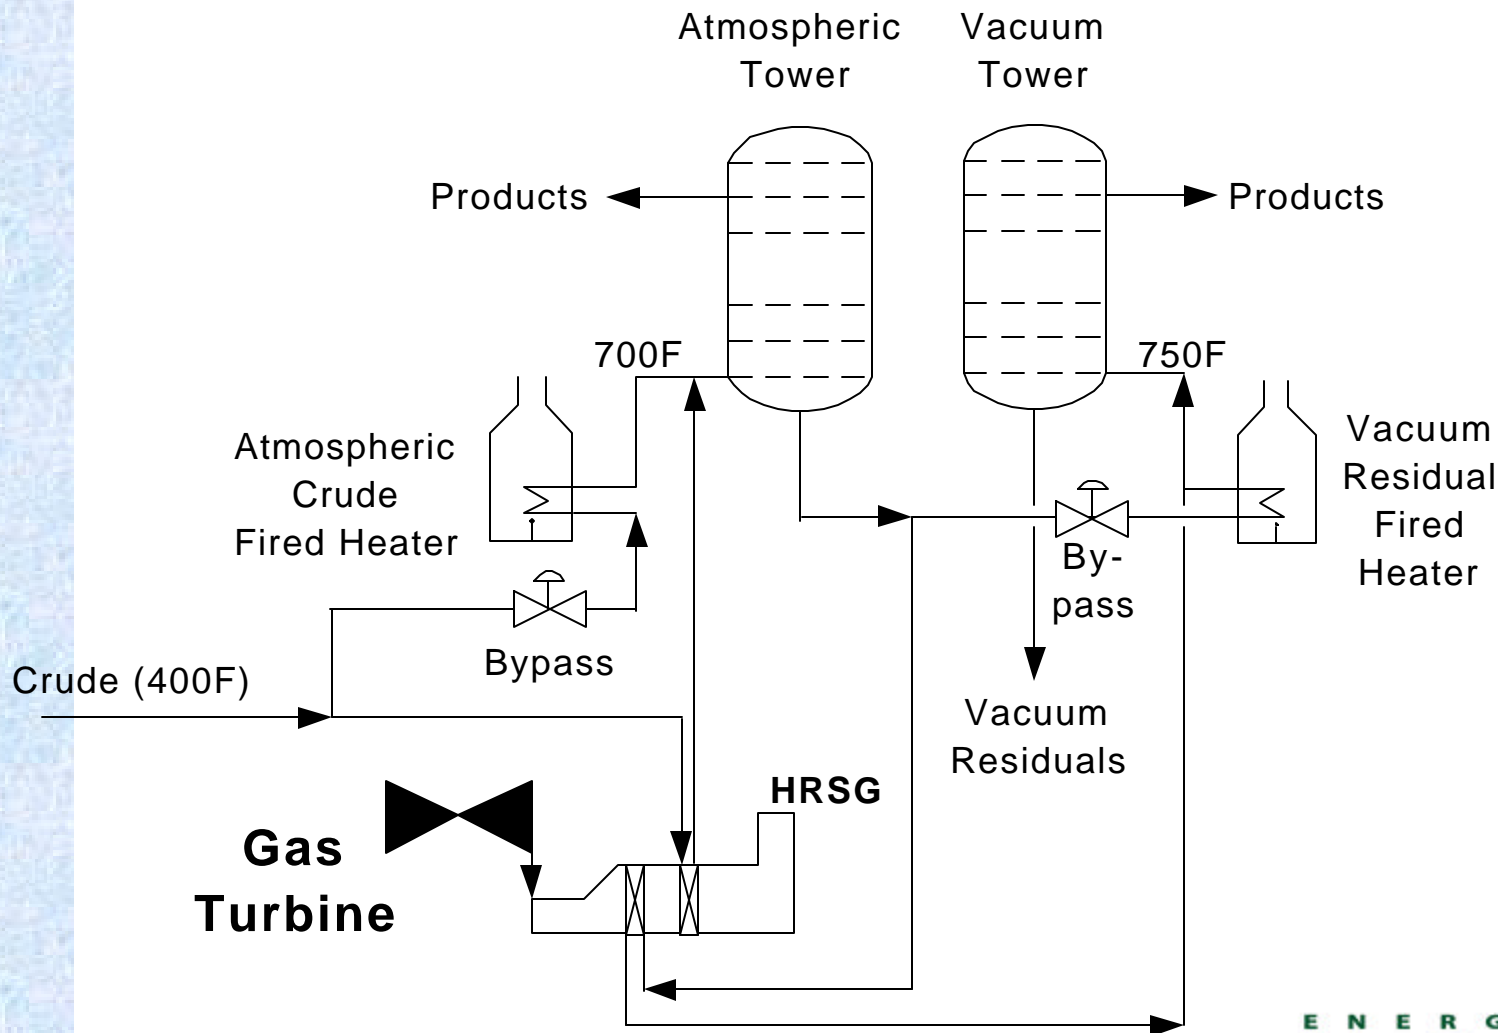 Atmospheric
Tower
Vacuum
Tower
Products
Products
700F
750F
Atmospheric
Crude
Fired Heater
Vacuum
Residual
Fired
Heater
By-
pass
Bypass
Crude (400F)
Vacuum
Residuals
HRSG
Gas
Turbine
E N E R G